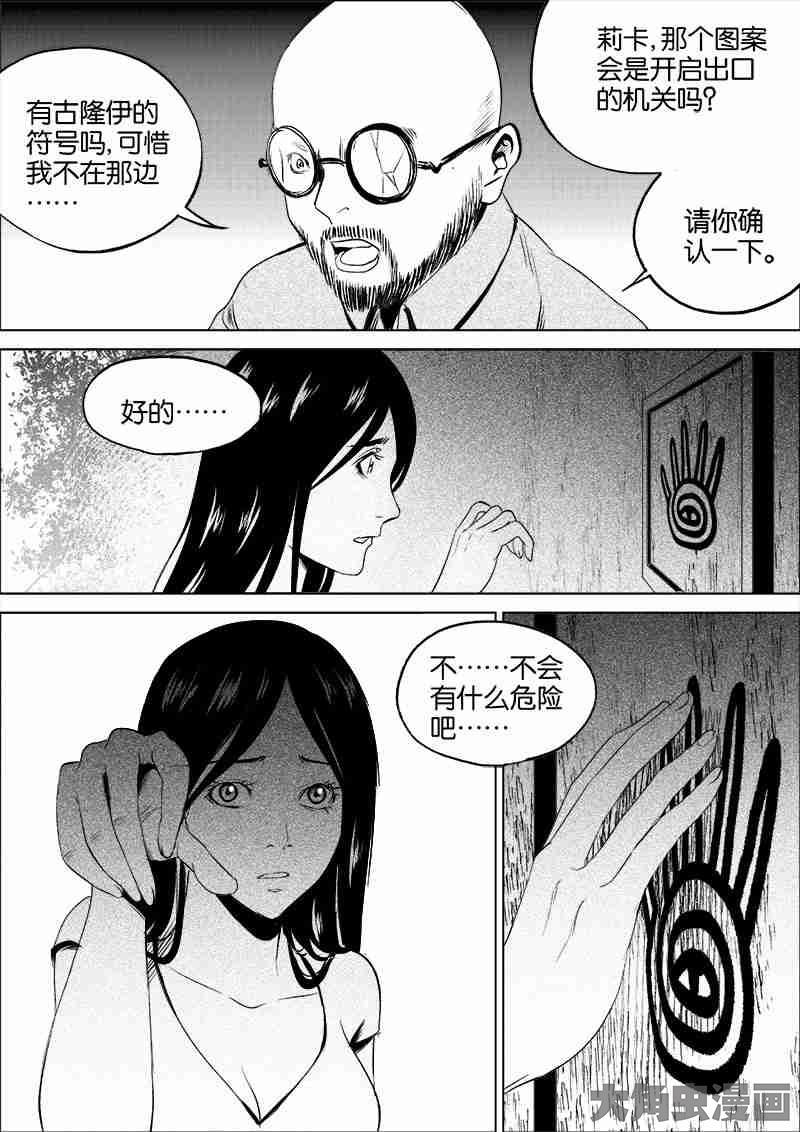 有古隆伊的
符号吗,可惜
我不在那边
……
莉卡,那个图案
会是开启出口
的机关吗?
请你确
认一下。
好的……
不……不会
有什么危险
吧……
大角虫漫画